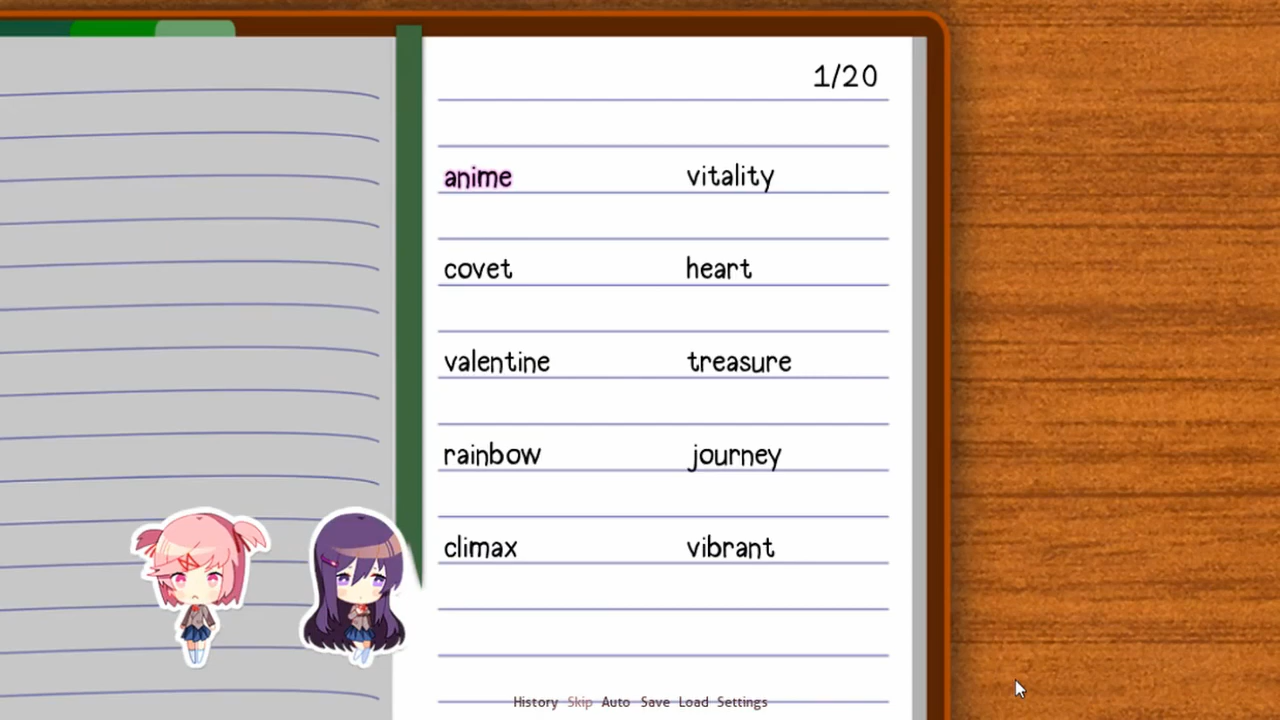 1/20
anime vitality
covet heart
valentine treasure
rainbow journey
climax vibrant
History Skip Auto Save Load Settings